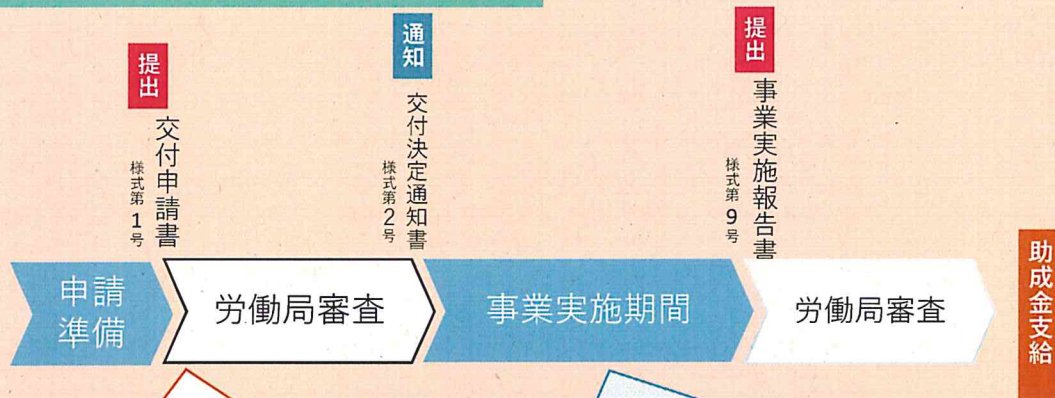 提出
交付申請書
様式第1号
通知
交付決定通知書
様式第2号
提出
事業実施報告書
様式第9号
申請
準備
労働局審査
事業実施期間
労働局審査
助成金支給